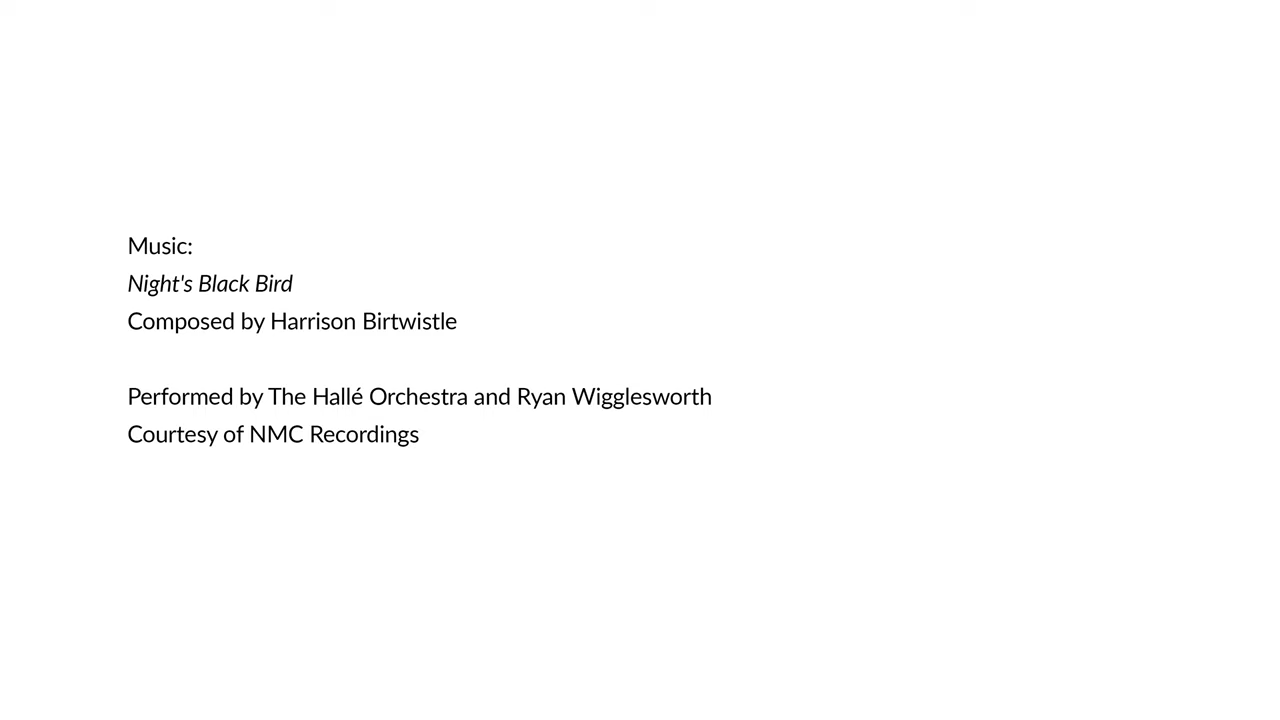 Music:
Night's Black Bird
Composed by Harrison Birtwistle
Performed by The Hallé Orchestra and Ryan Wigglesworth
Courtesy of NMC Recordings